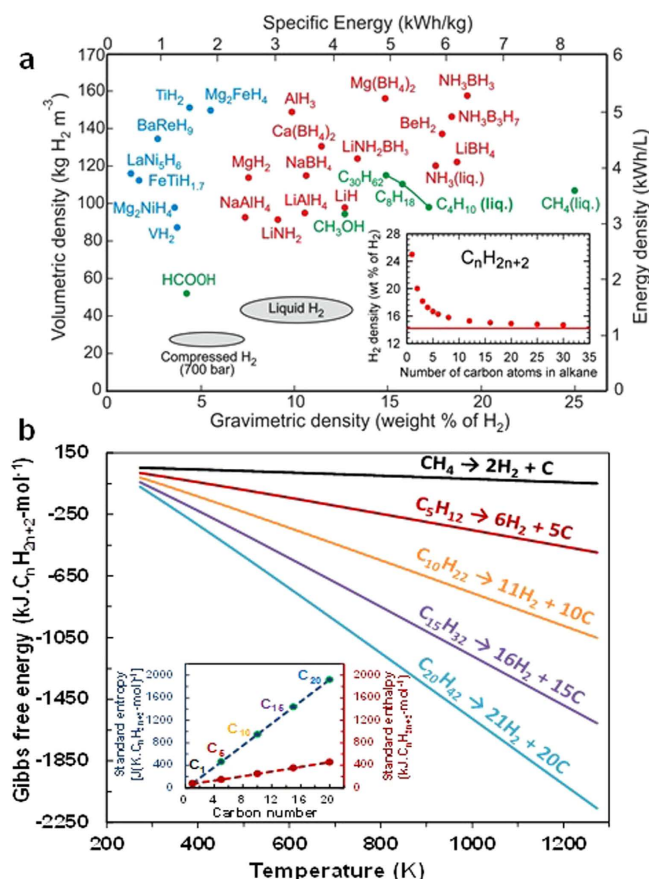 Specific Energy (kWh/kg)
0 2 4 6 8
a
Volumetric density (kg H2 m-3)
170
160
140
120
100
80
60
40
20
0
TiH2
Mg2FeH4
BaReH9
LaNi5H6
FeTiH1.7
Mg2NiH4
VH2
HCOOH
AlH3
Ca(BH4)2
MgH2
NaBH4
NaAlH4
LiAlH4
LiH
LiNH2
CH3OH
Mg(BH4)2
LiNH2BH3
C30H62
C8H18
C4H10 (liq.)
NH3BH3
BeH2
NH3B3H7
LiBH4
NH3(liq.)
CH4(liq.)
Liquid H2
Compressed H2
(700 bar)
CnH2n+2
H2 density (wt % of H2)
28
24
20
16
12
0 5 10 15 20 25 30 35
Number of carbon atoms in alkane
6
5
4
3
2
1
0
Energy density (kWh/L)
0 5 10 15 20 25
Gravimetric density (weight % of H2)
b
Gibbs free energy (kJ.CnH2n+2-mol-1)
150
-250
-650
-1050
-1450
-1850
-2250
CH4 → 2H2 + C
C5H12 → 6H2 + 5C
C10H22 → 11H2 + 10C
C15H32 → 16H2 + 15C
C20H42 → 21H2 + 20C
Standard entropy
[J(K.CnH2n+2-mol)-1]
2000
1600
1200
800
400
0
C1
C5
C10
C15
C20
2000
1600
1200
800
400
0
Standard enthalpy
(kJ.CnH2n+2-mol-1)
0 4 8 12 16 20
Carbon number
200 400 600 800 1000 1200
Temperature (K)